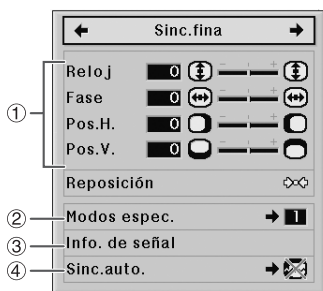 Sinc.fina
① Reloj 0 - +
Fase 0 - +
Pos.H. 0 - +
Pos.V. 0 - +
Reposición
② Modos espec. 1
③ Info. de señal
④ Sinc.auto.